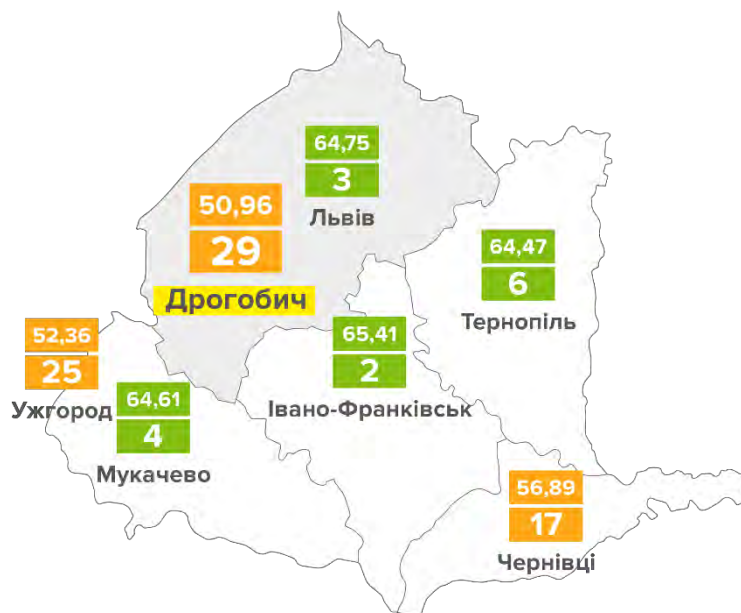 64,75
3
Львів
50,96
29
Дрогобич
64,47
6
Тернопіль
65,41
2
Івано-Франківськ
52,36
25
Ужгород
64,61
4
Мукачево
56,89
17
Чернівці